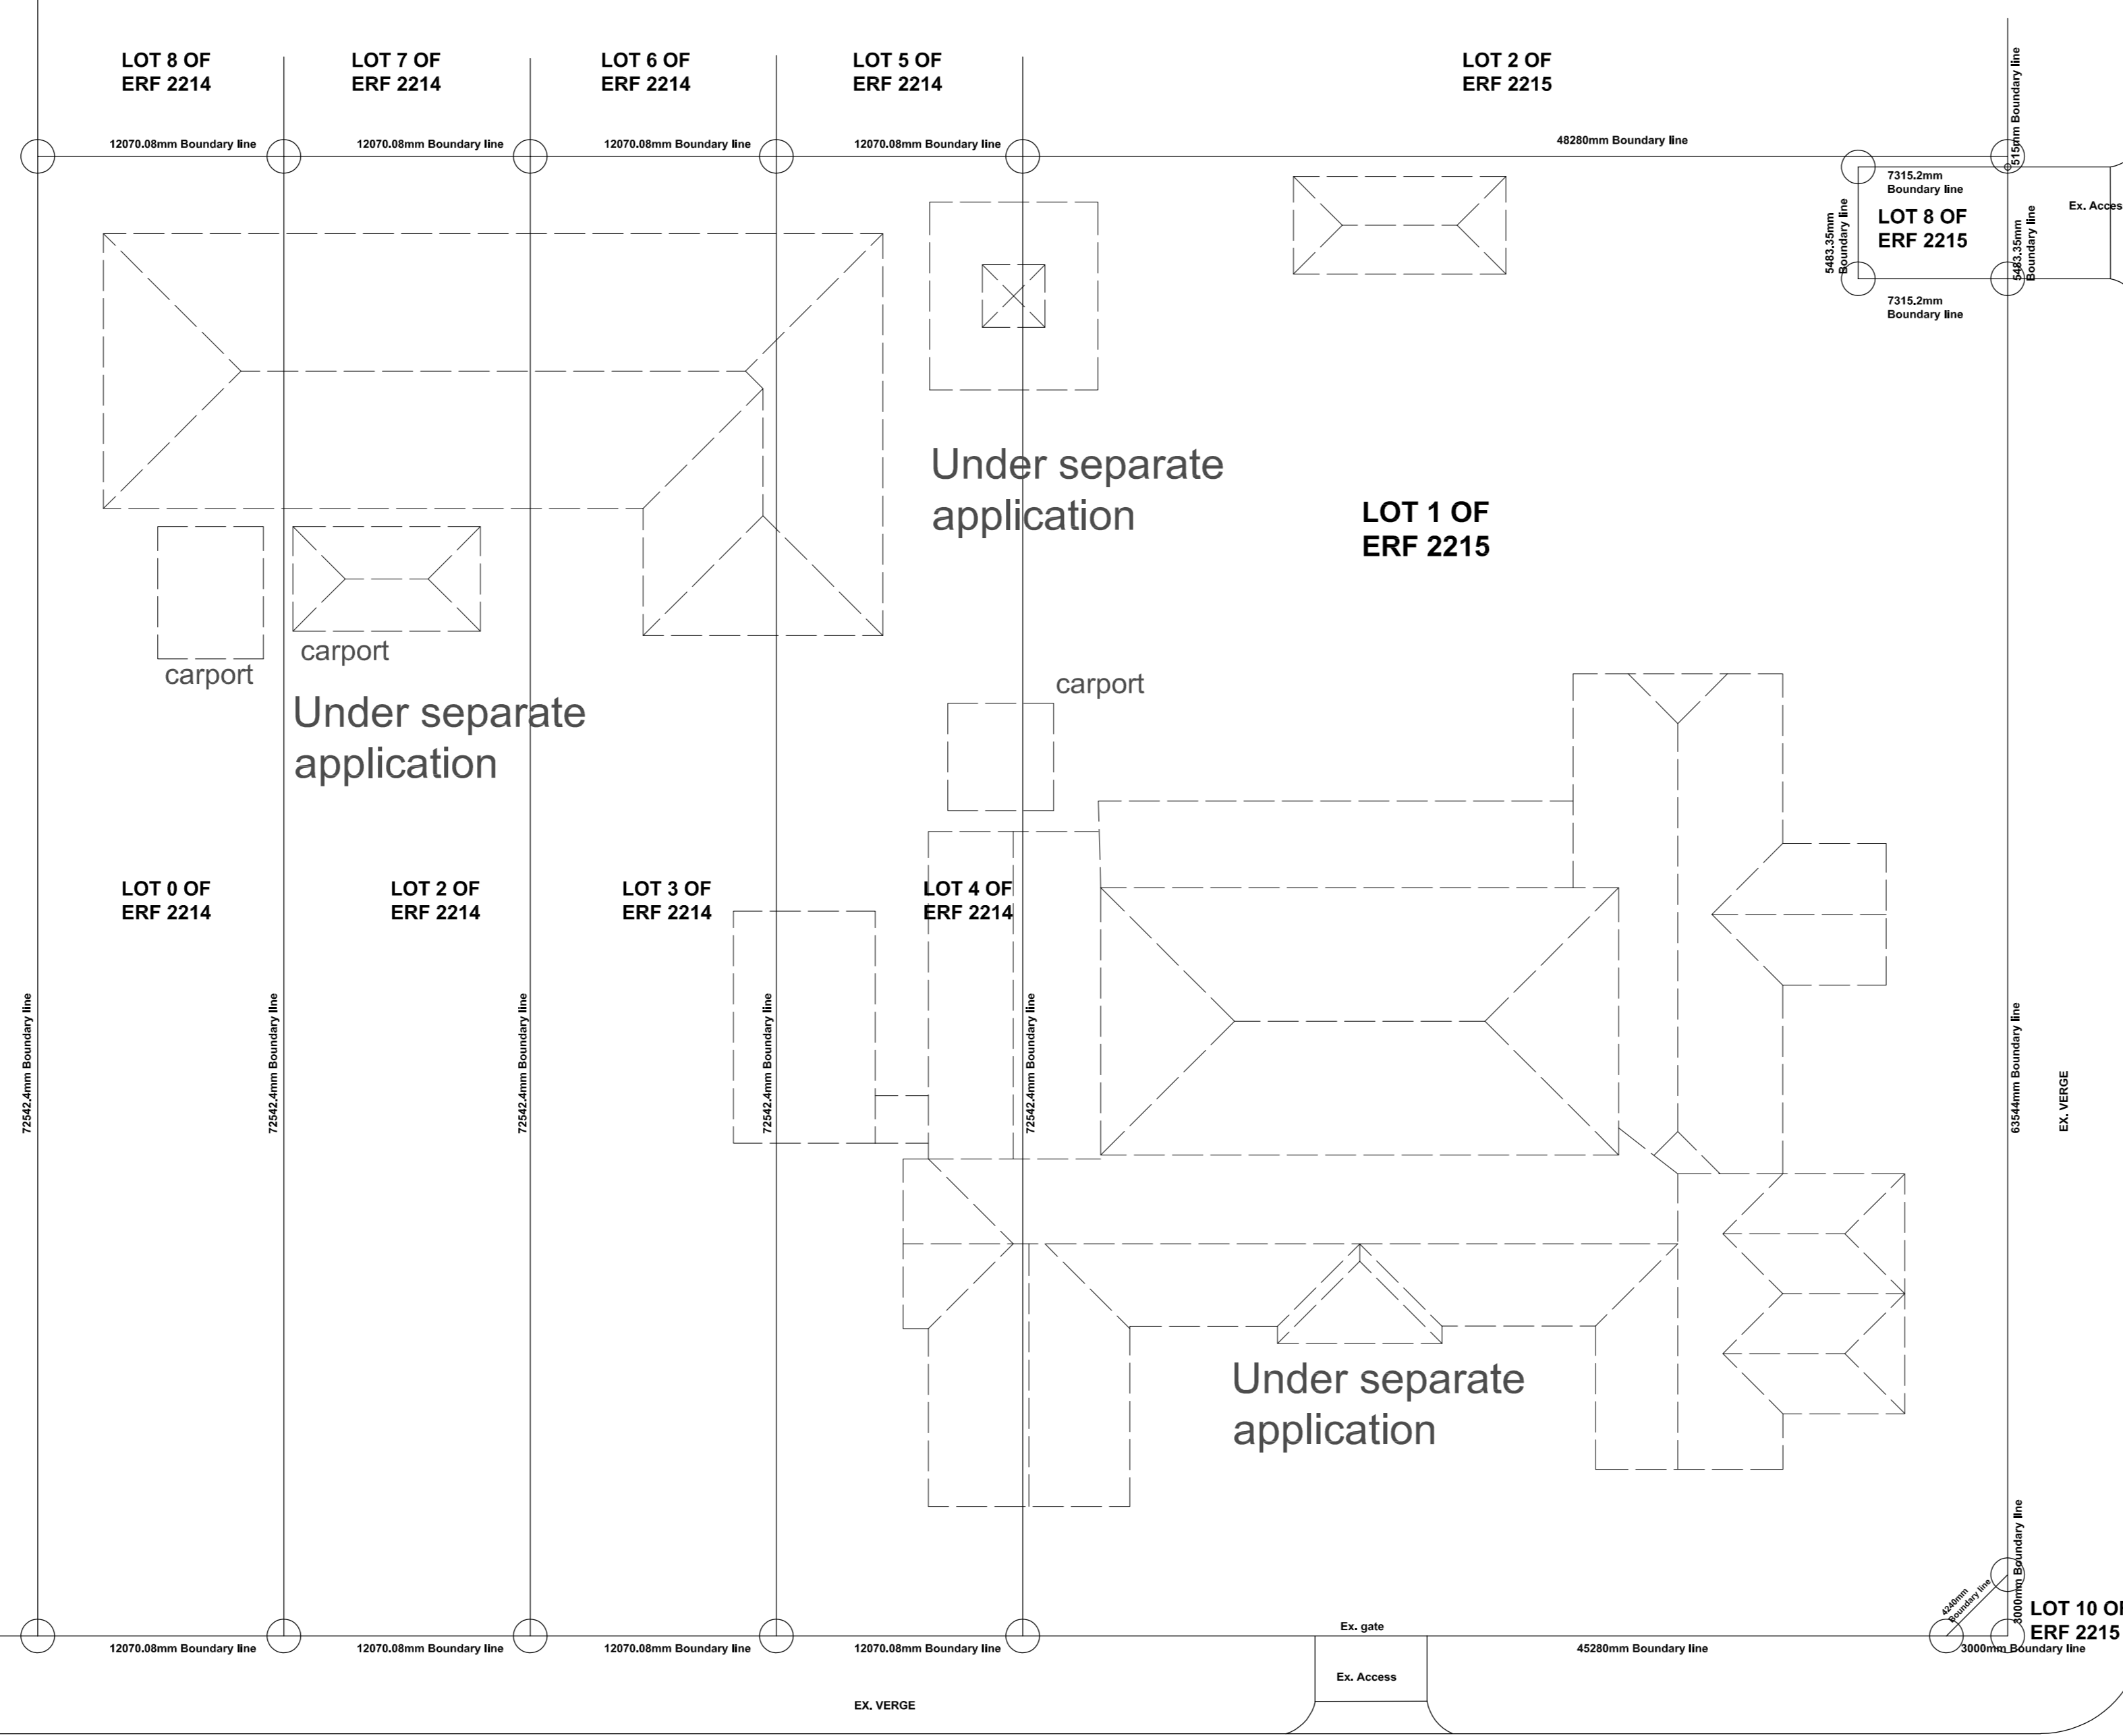 LOT 8 OF
ERF 2214
LOT 7 OF
ERF 2214
LOT 6 OF
ERF 2214
LOT 5 OF
ERF 2214
LOT 2 OF
ERF 2215
515mm Boundary line
12070.08mm Boundary line
12070.08mm Boundary line
12070.08mm Boundary line
12070.08mm Boundary line
48280mm Boundary line
7315.2mm
Boundary line
LOT 8 OF
ERF 2215
5483.35mm
Boundary line
5483.35mm
Boundary line
Ex. Acces
7315.2mm
Boundary line
Under separate
application
LOT 1 OF
ERF 2215
carport
carport
carport
Under separate
application
LOT 0 OF
ERF 2214
LOT 2 OF
ERF 2214
LOT 3 OF
ERF 2214
LOT 4 OF
ERF 2214
72542.4mm Boundary line
72542.4mm Boundary line
72542.4mm Boundary line
72542.4mm Boundary line
72542.4mm Boundary line
63544mm Boundary line
EX. VERGE
Under separate
application
4240mm
Boundary line
3000mm Boundary line
LOT 10 OF
ERF 2215
3000mm Boundary line
12070.08mm Boundary line
12070.08mm Boundary line
12070.08mm Boundary line
12070.08mm Boundary line
Ex. gate
45280mm Boundary line
Ex. Access
EX. VERGE